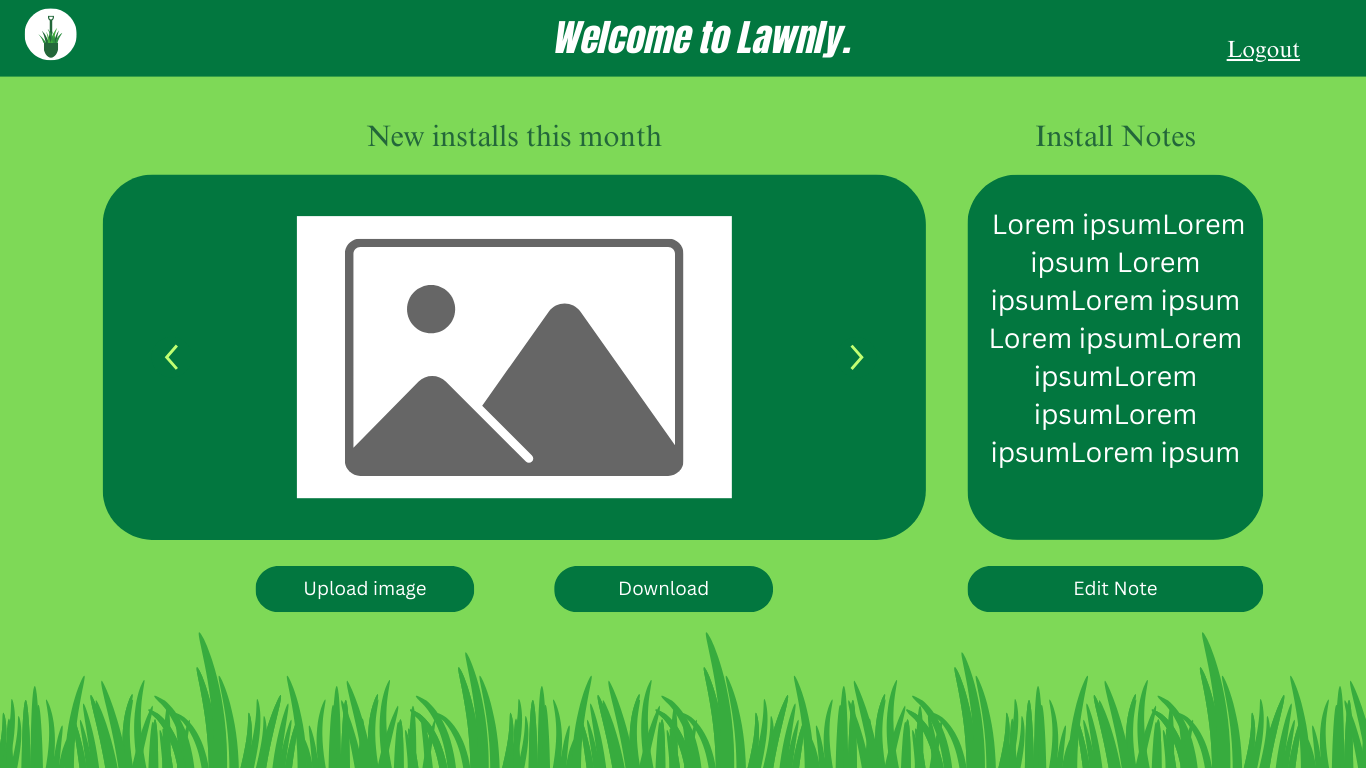 Welcome to Lawnly.
Logout
New installs this month
Install Notes
Lorem ipsumLorem
ipsum Lorem
ipsumLorem ipsum
Lorem ipsumLorem
ipsumLorem
ipsumLorem
ipsumLorem ipsum
Upload image
Download
Edit Note